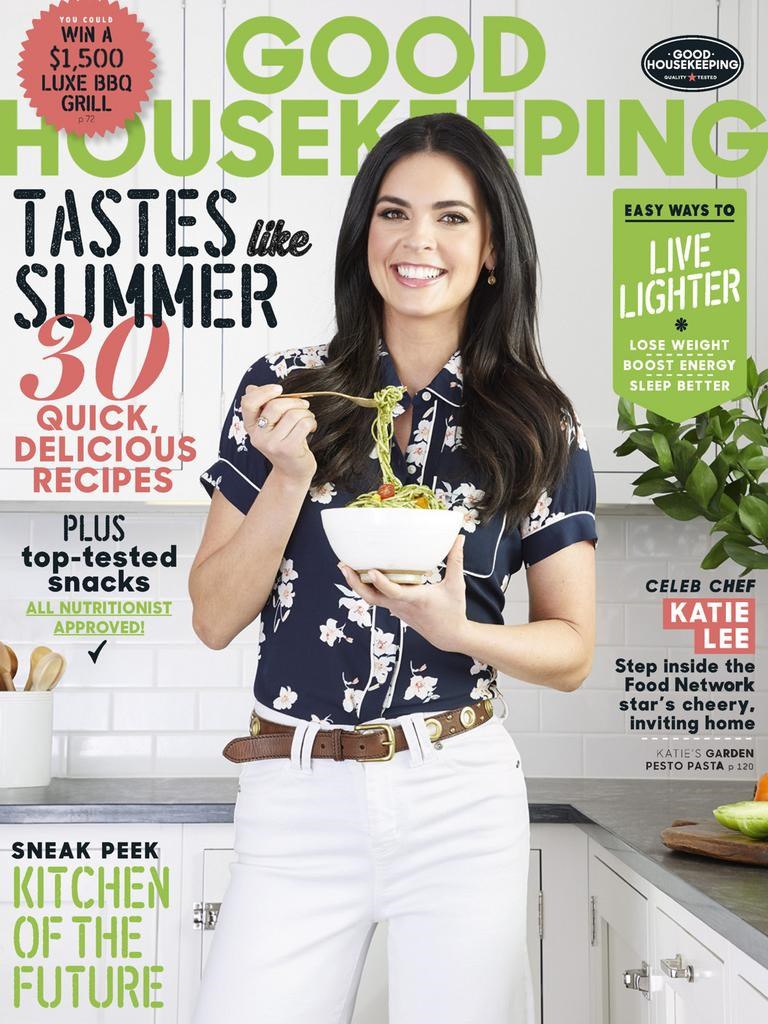 YOU COULD
WIN A
$1,500
LUXE BBQ
GRILL
p 72
GOOD
HOUSEKEEPING
·GOOD·
HOUSEKEEPING
QUALITY ★ TESTED
TASTES like
SUMMER
30
QUICK,
DELICIOUS
RECIPES
PLUS
top-tested
snacks
ALL NUTRITIONIST
APPROVED!
✓
EASY WAYS TO
LIVE
LIGHTER
*
LOSE WEIGHT
BOOST ENERGY
SLEEP BETTER
CELEB CHEF
KATIE
LEE
Step inside the
Food Network
star's cheery,
inviting home
KATIE'S GARDEN
PESTO PASTA p 120
SNEAK PEEK
KITCHEN
OF THE
FUTURE